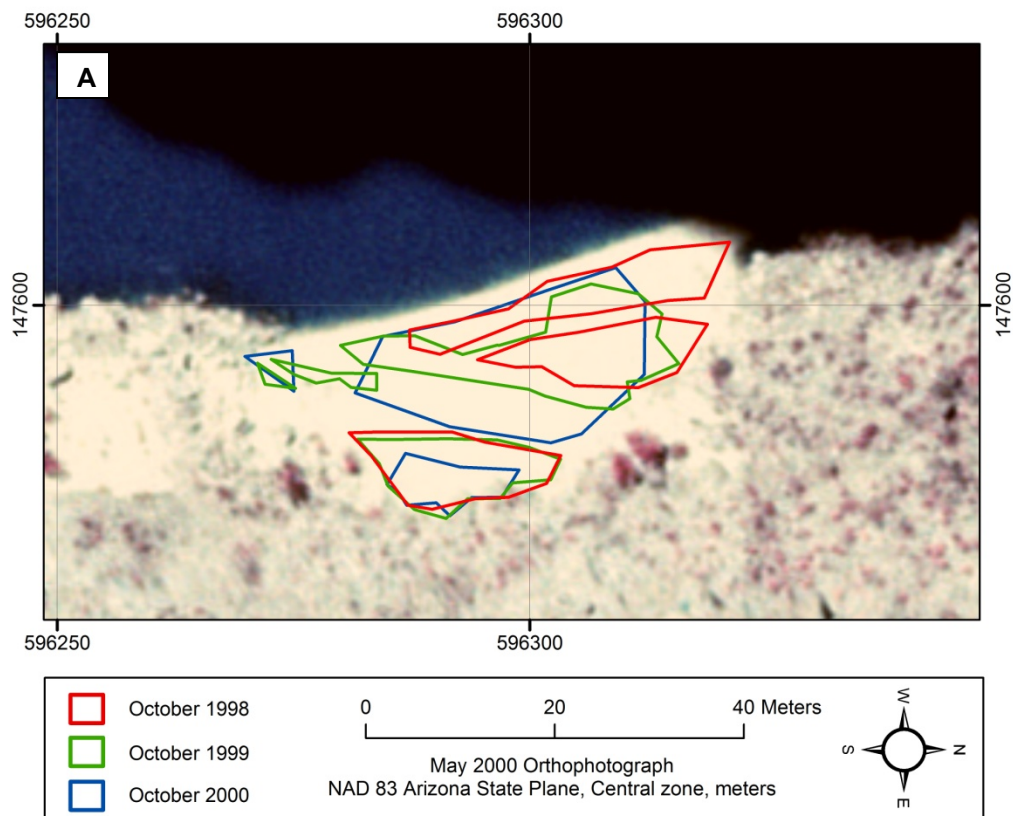 596250 596300
A
147600 147600
596250 596300
October 1998
October 1999
October 2000
0 20 40 Meters
May 2000 Orthophotograph
NAD 83 Arizona State Plane, Central zone, meters
W
S N
E